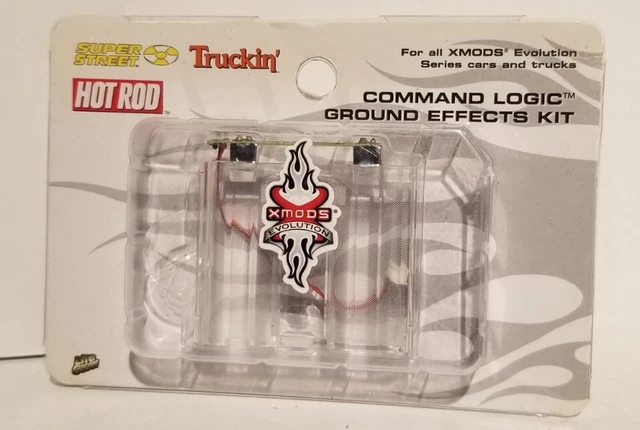 SUPER
STREET
Truckin'
HOT ROD™
For all XMODS® Evolution
Series cars and trucks
COMMAND LOGIC™
GROUND EFFECTS KIT
XMODS®
EVOLUTION